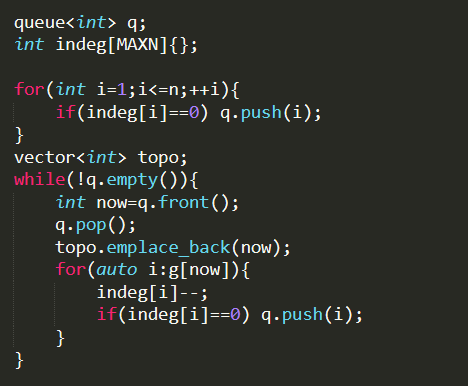 queue<int> q;
int indeg[MAXN]{};

for(int i=1;i<=n;++i){
    if(indeg[i]==0) q.push(i);
}
vector<int> topo;
while(!q.empty()){
    int now=q.front();
    q.pop();
    topo.emplace_back(now);
    for(auto i:g[now]){
        indeg[i]--;
        if(indeg[i]==0) q.push(i);
    }
}